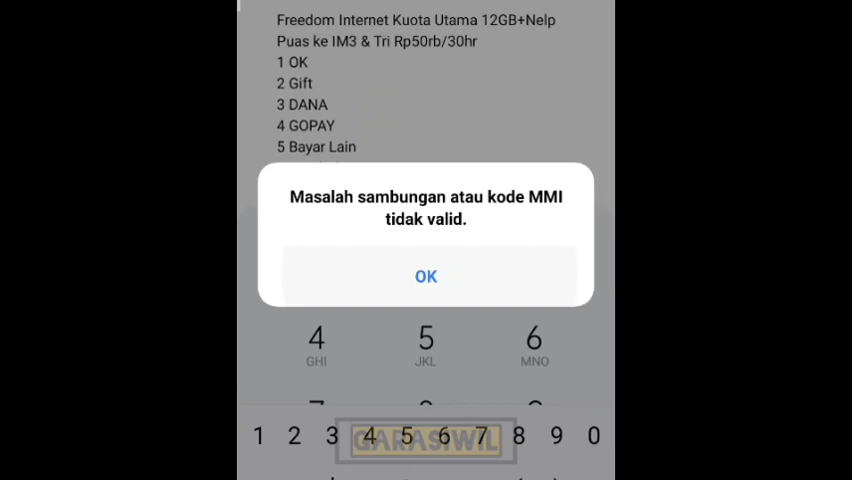 Freedom Internet Kuota Utama 12GB+Nelp
Puas ke IM3 & Tri Rp50rb/30hr
1 OK
2 Gift
3 DANA
4 GOPAY
5 Bayar Lain
Masalah sambungan atau kode MMI
tidak valid.
OK
4 5 6
GHI JKL MNO
1 2 3 4 5 6 7 8 9 0
GARASIWIL